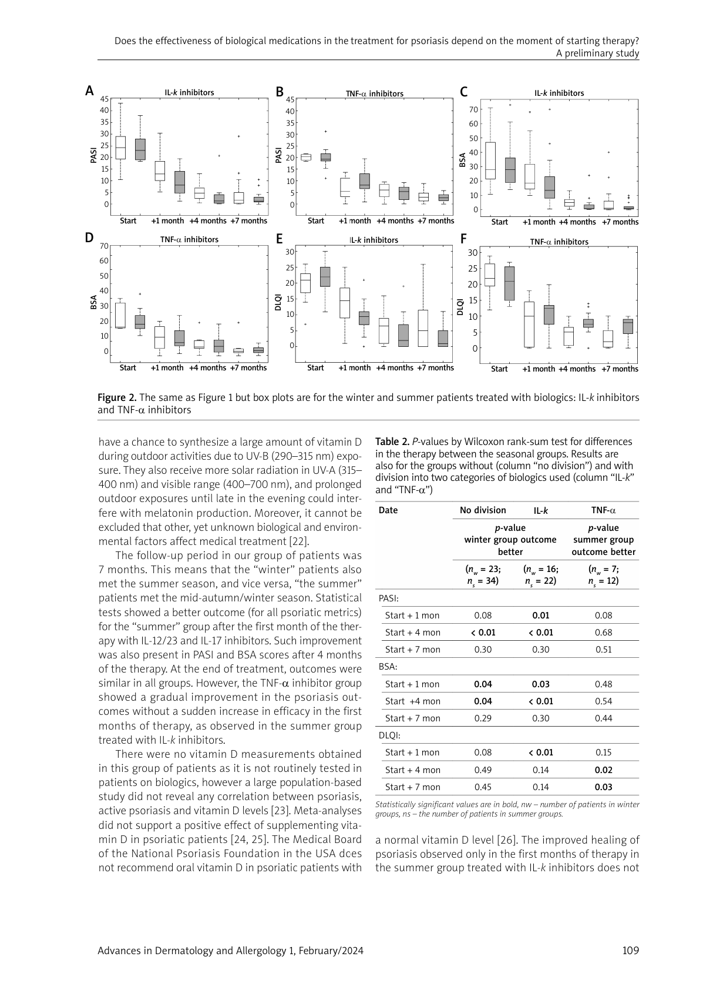 Does the effectiveness of biological medications in the treatment for psoriasis depend on the moment of starting therapy?
A preliminary study
A
IL-k inhibitors
PASI
45
40
35
30
25
20
15
10
5
0
Start +1 month +4 months +7 months
B
TNF-α inhibitors
PASI
45
40
35
30
25
20
15
10
5
0
Start +1 month +4 months +7 months
C
IL-k inhibitors
BSA
70
60
50
40
30
20
10
0
Start +1 month +4 months +7 months
D
TNF-α inhibitors
BSA
70
60
50
40
30
20
10
0
Start +1 month +4 months +7 months
E
IL-k inhibitors
DLQI
30
25
20
15
10
5
0
Start +1 month +4 months +7 months
F
TNF-α inhibitors
DLQI
30
25
20
15
10
5
0
Start +1 month +4 months +7 months
Figure 2. The same as Figure 1 but box plots are for the winter and summer patients treated with biologics: IL-k inhibitors
and TNF-α inhibitors
have a chance to synthesize a large amount of vitamin D
during outdoor activities due to UV-B (290–315 nm) expo-
sure. They also receive more solar radiation in UV-A (315–
400 nm) and visible range (400–700 nm), and prolonged
outdoor exposures until late in the evening could inter-
fere with melatonin production. Moreover, it cannot be
excluded that other, yet unknown biological and environ-
mental factors affect medical treatment [22].
The follow-up period in our group of patients was
7 months. This means that the “winter” patients also
met the summer season, and vice versa, “the summer”
patients met the mid-autumn/winter season. Statistical
tests showed a better outcome (for all psoriatic metrics)
for the “summer” group after the first month of the ther-
apy with IL-12/23 and IL-17 inhibitors. Such improvement
was also present in PASI and BSA scores after 4 months
of the therapy. At the end of treatment, outcomes were
similar in all groups. However, the TNF-α inhibitor group
showed a gradual improvement in the psoriasis out-
comes without a sudden increase in efficacy in the first
months of therapy, as observed in the summer group
treated with IL-k inhibitors.
There were no vitamin D measurements obtained
in this group of patients as it is not routinely tested in
patients on biologics, however a large population-based
study did not reveal any correlation between psoriasis,
active psoriasis and vitamin D levels [23]. Meta-analyses
did not support a positive effect of supplementing vita-
min D in psoriatic patients [24, 25]. The Medical Board
of the National Psoriasis Foundation in the USA does
not recommend oral vitamin D in psoriatic patients with
Table 2. P-values by Wilcoxon rank-sum test for differences
in the therapy between the seasonal groups. Results are
also for the groups without (column “no division”) and with
division into two categories of biologics used (column “IL-k”
and “TNF-α”)
Date No division IL-k TNF-α
p-value p-value
winter group outcome summer group
better outcome better
(nw = 23; (nw = 16; (nw = 7;
ns = 34) ns = 22) ns = 12)
PASI:
Start + 1 mon 0.08 0.01 0.08
Start + 4 mon < 0.01 < 0.01 0.68
Start + 7 mon 0.30 0.30 0.51
BSA:
Start + 1 mon 0.04 0.03 0.48
Start +4 mon 0.04 < 0.01 0.54
Start + 7 mon 0.29 0.30 0.44
DLQI:
Start + 1 mon 0.08 < 0.01 0.15
Start + 4 mon 0.49 0.14 0.02
Start + 7 mon 0.45 0.14 0.03
Statistically significant values are in bold, nw – number of patients in winter
groups, ns – the number of patients in summer groups.
a normal vitamin D level [26]. The improved healing of
psoriasis observed only in the first months of therapy in
the summer group treated with IL-k inhibitors does not
Advances in Dermatology and Allergology 1, February/2024 109